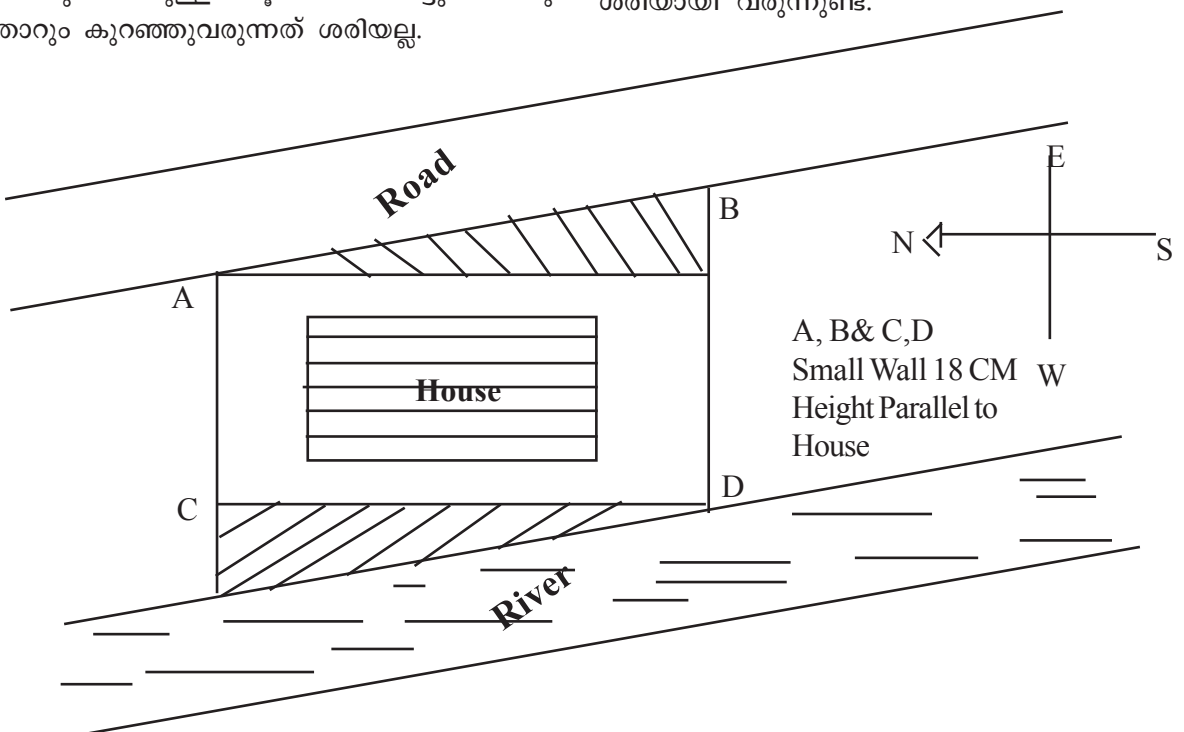 ശരിയായി വരുന്നുണ്ട്.
കുറഞ്ഞുവരുന്നത് ശരിയല്ല.
Road
E
B
N
S
A
A, B& C,D
Small Wall 18 CM
W
Height Parallel to
House
House
D
C
River